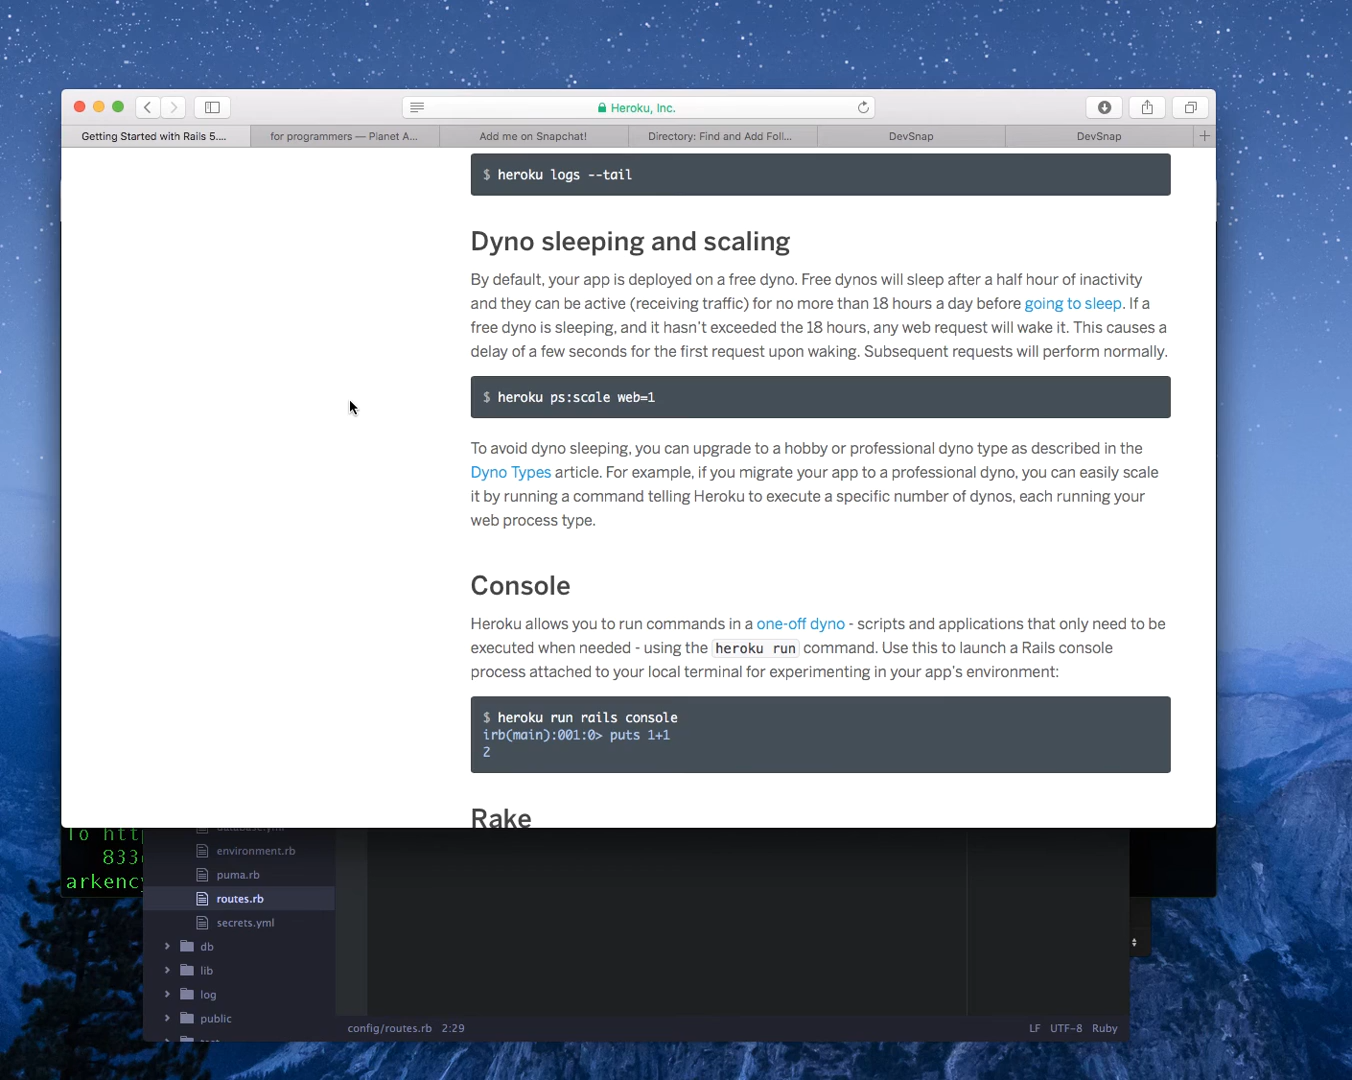 Heroku, Inc.
Getting Started with Rails 5....
for programmers — Planet A...
Add me on Snapchat!
Directory: Find and Add Foll...
DevSnap
DevSnap
$ heroku logs --tail
Dyno sleeping and scaling
By default, your app is deployed on a free dyno. Free dynos will sleep after a half hour of inactivity
and they can be active (receiving traffic) for no more than 18 hours a day before going to sleep. If a
free dyno is sleeping, and it hasn't exceeded the 18 hours, any web request will wake it. This causes a
delay of a few seconds for the first request upon waking. Subsequent requests will perform normally.
$ heroku ps:scale web=1
To avoid dyno sleeping, you can upgrade to a hobby or professional dyno type as described in the
Dyno Types article. For example, if you migrate your app to a professional dyno, you can easily scale
it by running a command telling Heroku to execute a specific number of dynos, each running your
web process type.
Console
Heroku allows you to run commands in a one-off dyno - scripts and applications that only need to be
executed when needed - using the heroku run command. Use this to launch a Rails console
process attached to your local terminal for experimenting in your app's environment:
$ heroku run rails console
irb(main):001:0> puts 1+1
2
Rake
To htt
833
arkency
database.yml
environment.rb
puma.rb
routes.rb
secrets.yml
db
lib
log
public
config/routes.rb 2:29
LF UTF-8 Ruby